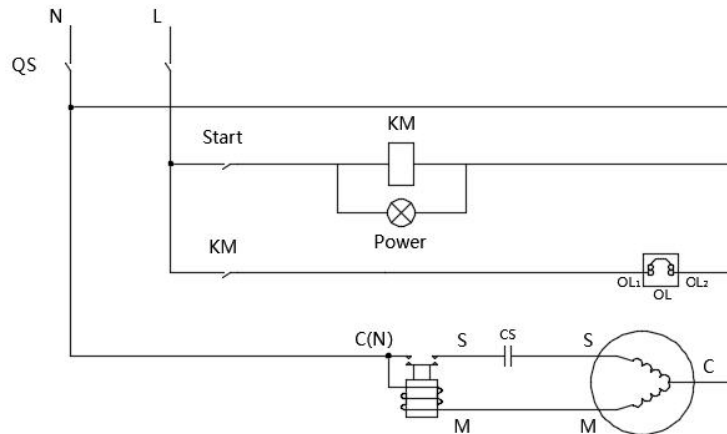 N L
QS
KM
Start
Power
KM
OL₁ OL₂
OL
C(N) S CS S C
M M